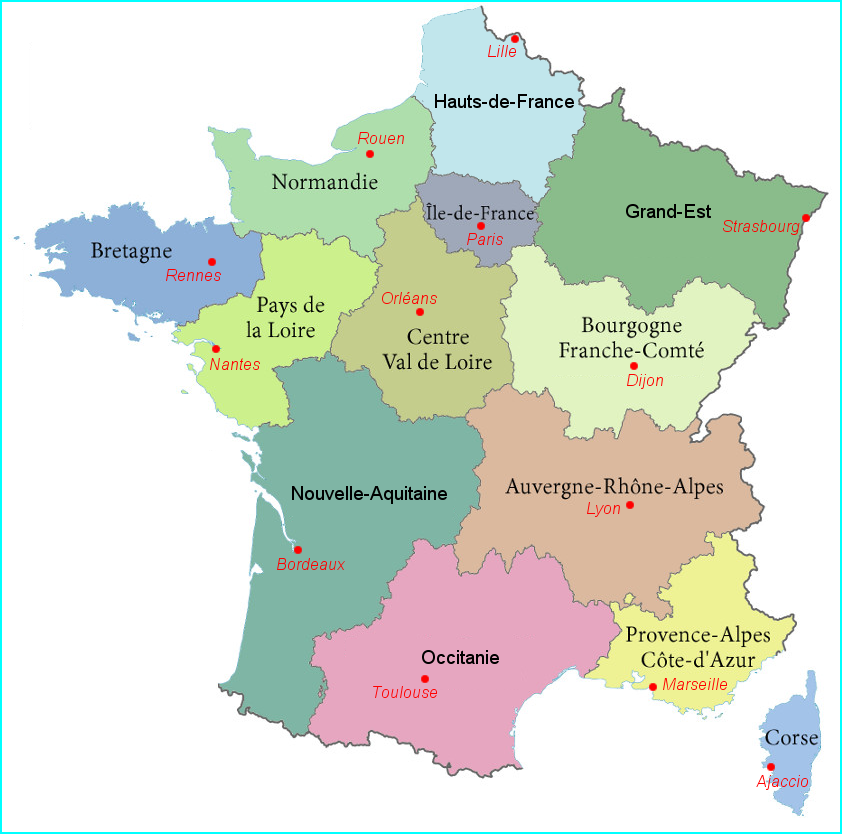 Lille
Hauts-de-France
Rouen
Normandie
Île-de-France
Paris
Grand-Est
Strasbourg
Bretagne
Rennes
Pays de
la Loire
Nantes
Orléans
Centre
Val de Loire
Bourgogne
Franche-Comté
Dijon
Nouvelle-Aquitaine
Bordeaux
Auvergne-Rhône-Alpes
Lyon
Occitanie
Toulouse
Provence-Alpes
Côte-d'Azur
Marseille
Corse
Ajaccio